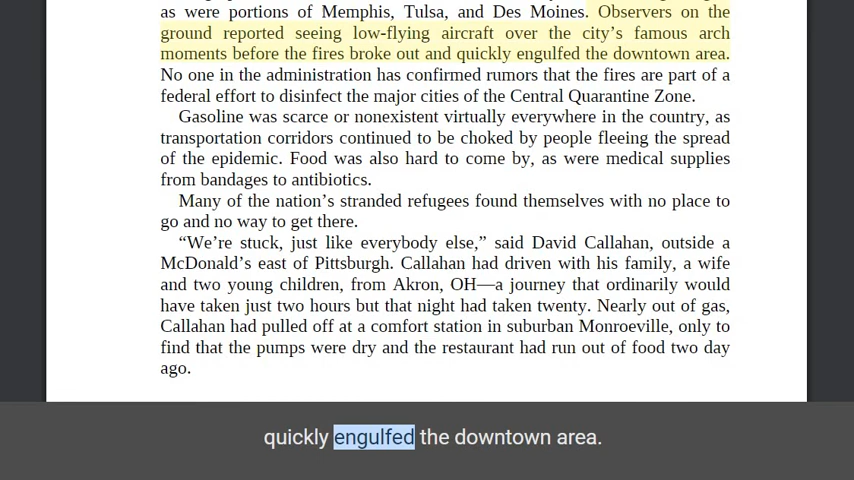 as were portions of Memphis, Tulsa, and Des Moines. Observers on the
ground reported seeing low-flying aircraft over the city's famous arch
moments before the fires broke out and quickly engulfed the downtown area.
No one in the administration has confirmed rumors that the fires are part of a
federal effort to disinfect the major cities of the Central Quarantine Zone.
Gasoline was scarce or nonexistent virtually everywhere in the country, as
transportation corridors continued to be choked by people fleeing the spread
of the epidemic. Food was also hard to come by, as were medical supplies
from bandages to antibiotics.
Many of the nation's stranded refugees found themselves with no place to
go and no way to get there.
“We're stuck, just like everybody else,” said David Callahan, outside a
McDonald's east of Pittsburgh. Callahan had driven with his family, a wife
and two young children, from Akron, OH—a journey that ordinarily would
have taken just two hours but that night had taken twenty. Nearly out of gas,
Callahan had pulled off at a comfort station in suburban Monroeville, only to
find that the pumps were dry and the restaurant had run out of food two day
ago.
quickly engulfed the downtown area.